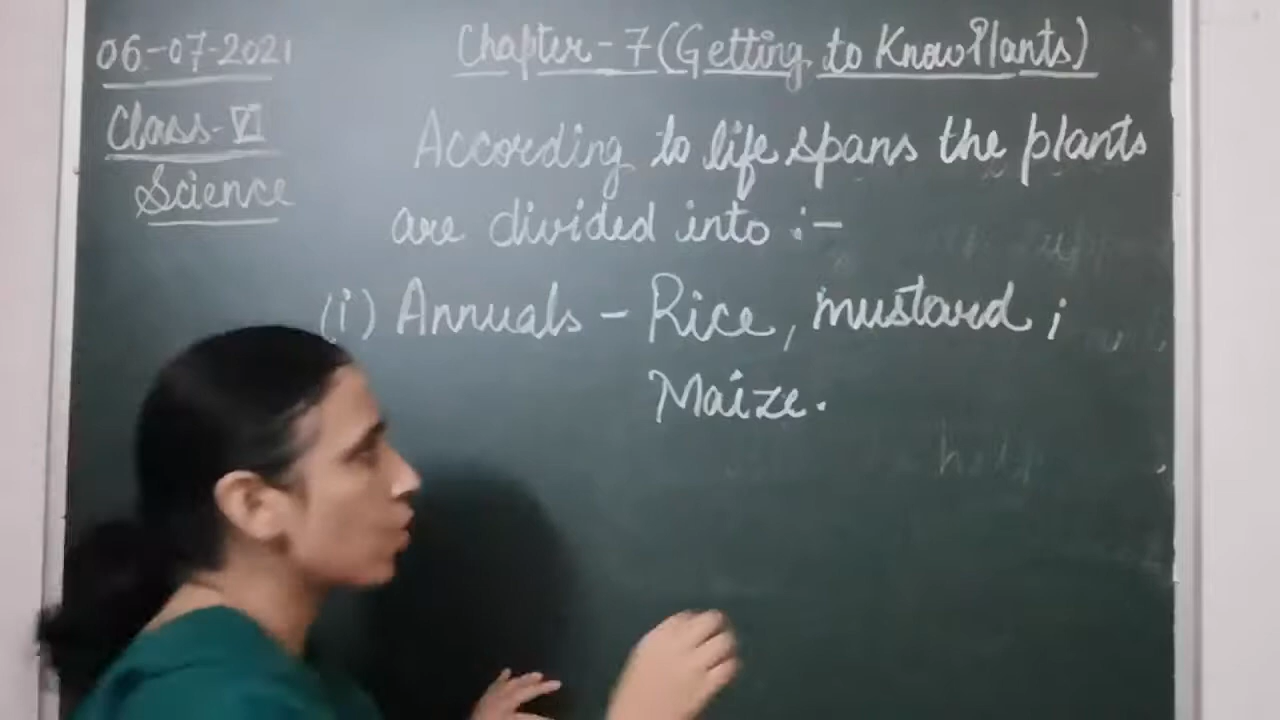 06-07-2021
Class-VI
Science
Chapter-7 (Getting to Know Plants)
According to life spans the plants
are divided into :-
(i) Annuals - Rice, mustard,
Maize.
help